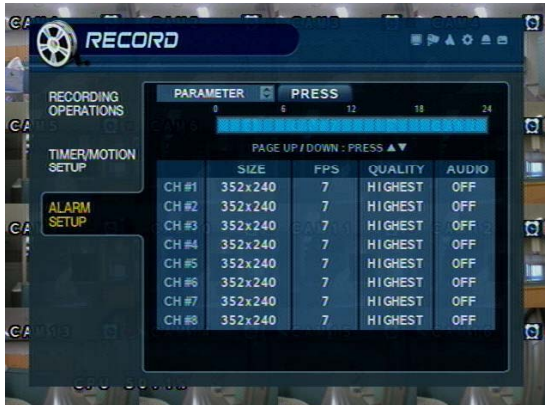 RECORD
RECORDING OPERATIONS
TIMER/MOTION SETUP
ALARM SETUP
PARAMETER PRESS
0 6 12 18 24
PAGE UP / DOWN : PRESS ▲▼
SIZE FPS QUALITY AUDIO
CH #1 352x240 7 HIGHEST OFF
CH #2 352x240 7 HIGHEST OFF
CH #3 352x240 7 HIGHEST OFF
CH #4 352x240 7 HIGHEST OFF
CH #5 352x240 7 HIGHEST OFF
CH #6 352x240 7 HIGHEST OFF
CH #7 352x240 7 HIGHEST OFF
CH #8 352x240 7 HIGHEST OFF